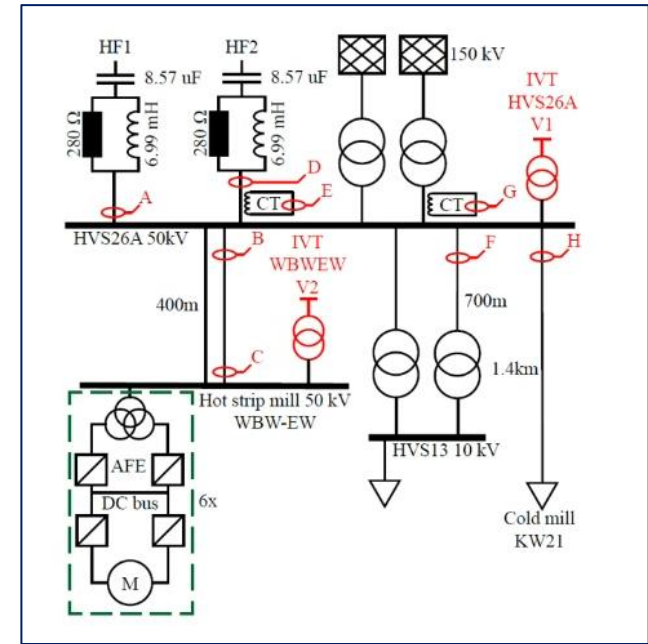 HF1
HF2
150 kV
8.57 uF
8.57 uF
IVT
HVS26A
V1
280 Ω
6.99 mH
280 Ω
6.99 mH
D
CT
E
CT
G
A
HVS26A 50kV
B
IVT
WBWEW
V2
F
H
400m
700m
C
1.4km
Hot strip mill 50 kV
WBW-EW
HVS13 10 kV
AFE
DC bus
6x
M
Cold mill
KW21